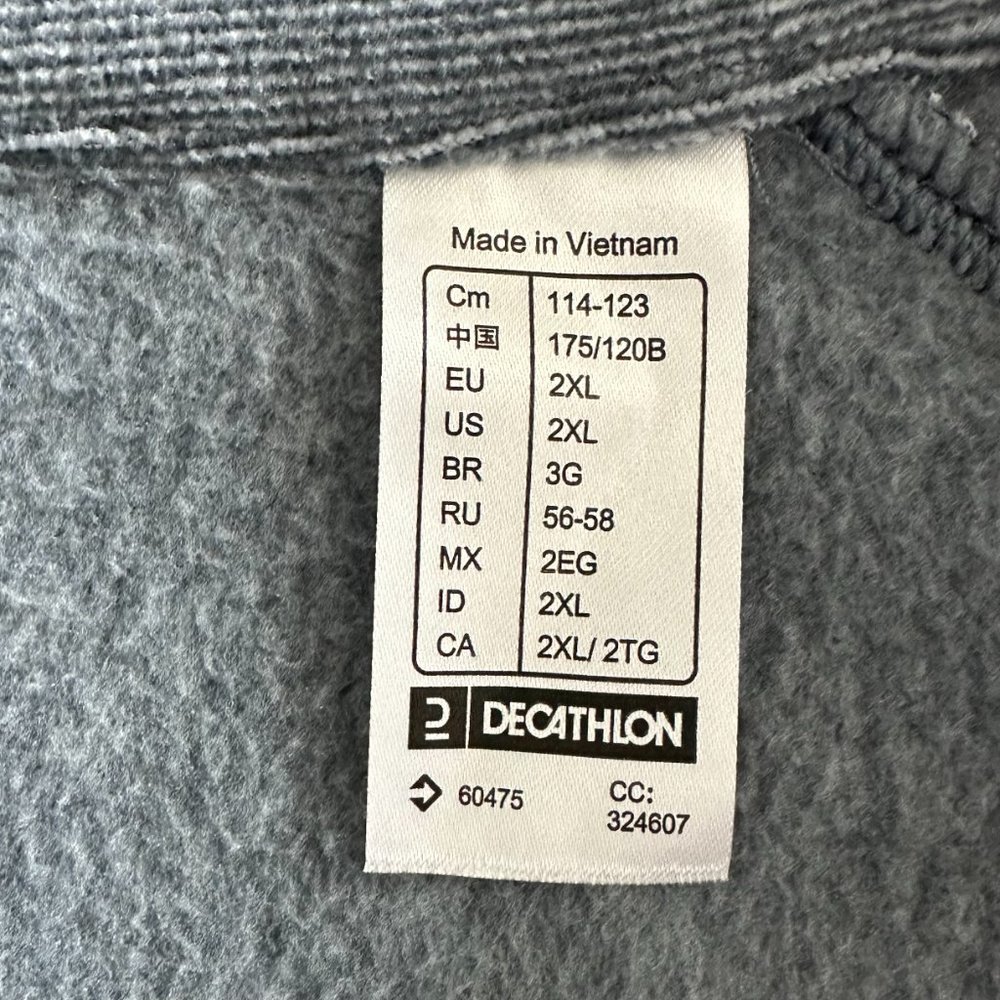 Made in Vietnam
Cm 114-123
中国 175/120B
EU 2XL
US 2XL
BR 3G
RU 56-58
MX 2EG
ID 2XL
CA 2XL/ 2TG
DECATHLON
60475 CC:
324607